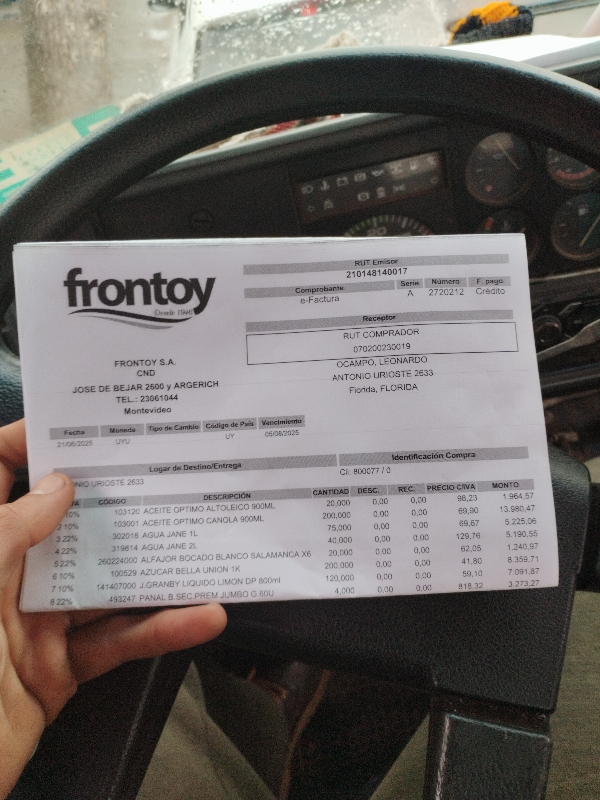 frontoy
Desde 1940
RUT Emisor
210148140017
Comprobante Serie Número F. pago
e-Factura A 2720212 Crédito
Receptor
RUT COMPRADOR
070200230019
OCAMPO, LEONARDO
ANTONIO URIOSTE 2633
Florida, FLORIDA
FRONTOY S.A.
CND
JOSE DE BEJAR 2600 y ARGERICH
TEL.: 23061044
Montevideo
Fecha Moneda Tipo de Cambio Código de País Vencimiento
21/06/2025 UYU UY 05/08/2025
Lugar de Destino/Entrega Identificación Compra
ONIO URIOSTE 2633 Cli: 800077 / 0
CÓDIGO DESCRIPCIÓN CANTIDAD DESC. REC. PRECIO C/IVA MONTO
10% 103120 ACEITE OPTIMO ALTOLEICO 900ML 20,000 0,00 0,00 98,23 1.964,57
2 10% 103001 ACEITE OPTIMO CANOLA 900ML 200,000 0,00 0,00 69,90 13.980,47
3 22% 302016 AGUA JANE 1L 75,000 0,00 0,00 69,67 5.225,06
4 22% 319814 AGUA JANE 2L 40,000 0,00 0,00 129,76 5.190,55
5 22% 260224000 ALFAJOR BOCADO BLANCO SALAMANCA X6 20,000 0,00 0,00 62,05 1.240,97
6 10% 100529 AZUCAR BELLA UNION 1K 200,000 0,00 0,00 41,80 8.359,71
7 10% 141407000 J.GRANBY LIQUIDO LIMON DP 800ml 120,000 0,00 0,00 59,10 7.091,87
8 22% 493247 PANAL B.SEC.PREM JUMBO G.60U 4,000 0,00 0,00 818,32 3.273,27